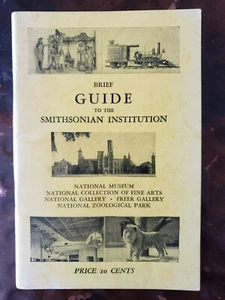 BRIEF
GUIDE
TO THE
SMITHSONIAN INSTITUTION
NATIONAL MUSEUM
NATIONAL COLLECTION OF FINE ARTS
NATIONAL GALLERY • FREER GALLERY
NATIONAL ZOOLOGICAL PARK
PRICE 10 CENTS